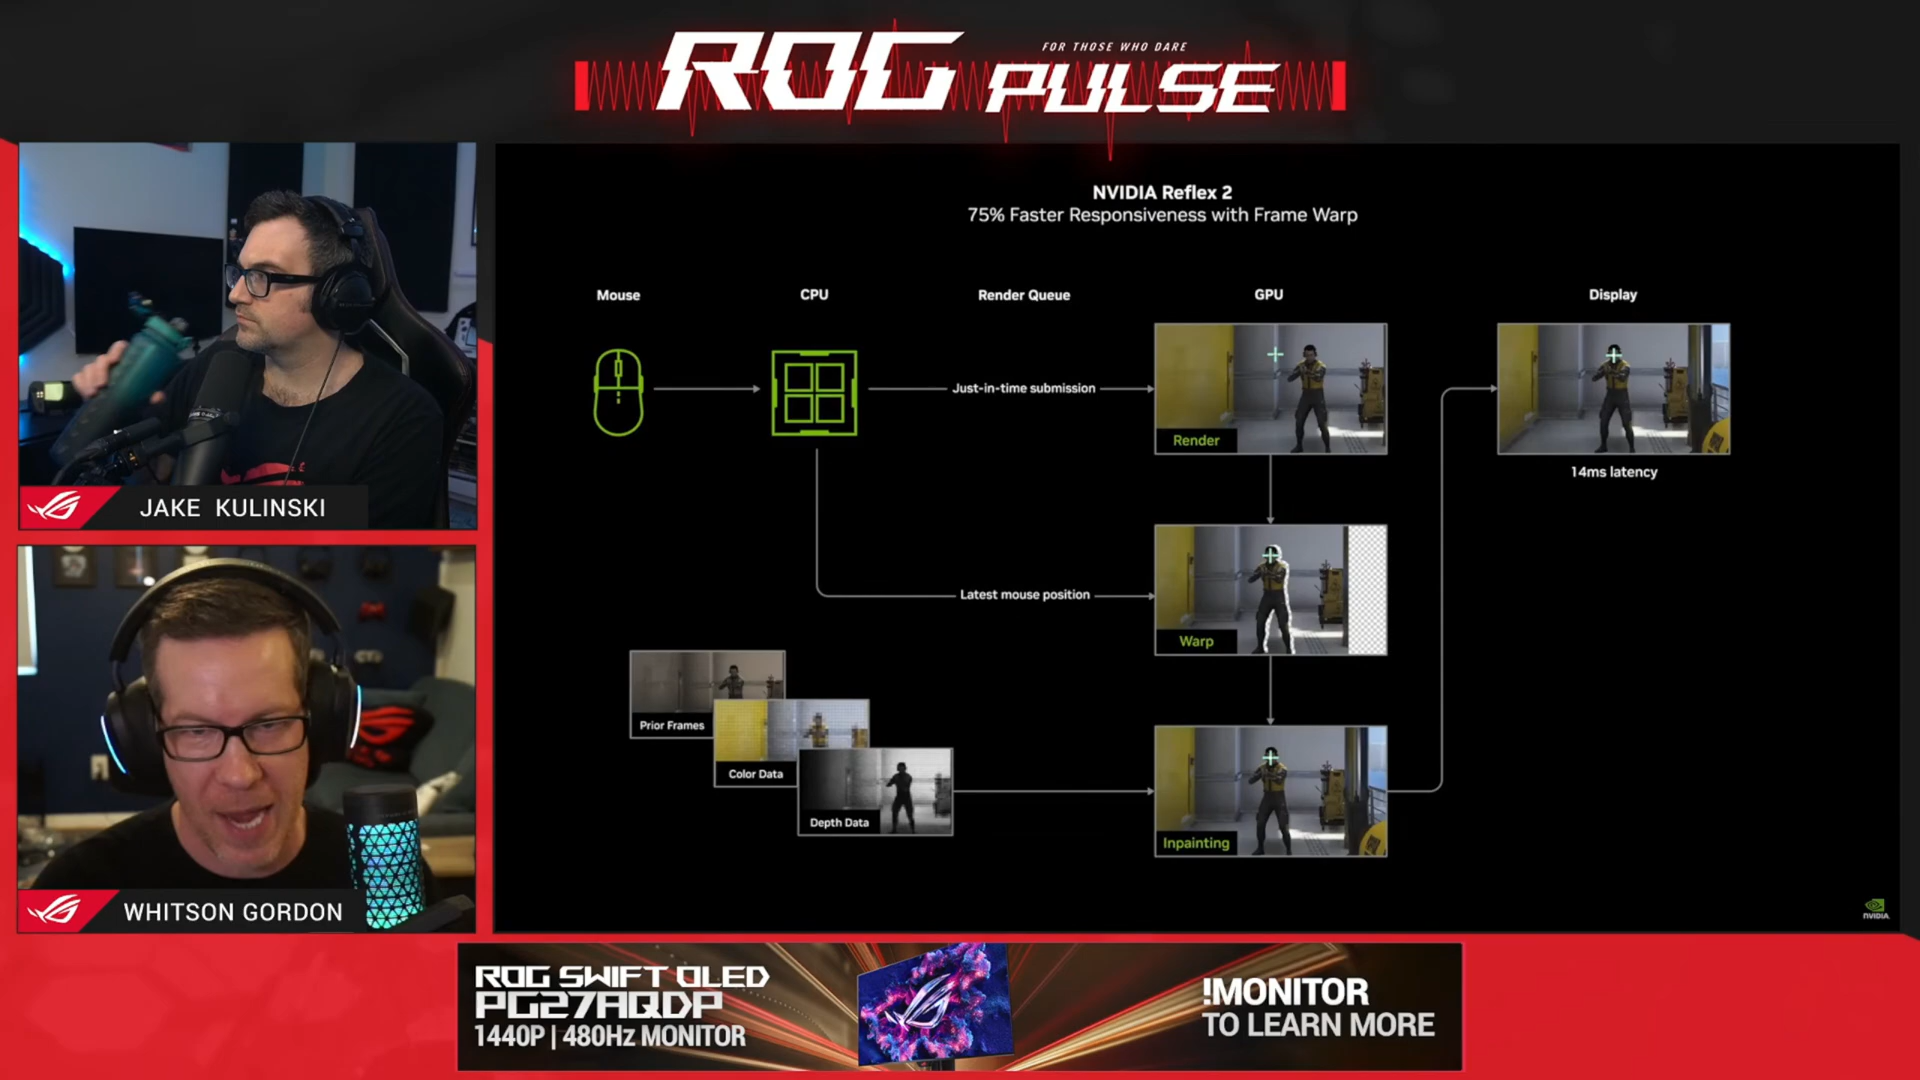 FOR THOSE WHO DARE
ROG PULSE
NVIDIA Reflex 2
75% Faster Responsiveness with Frame Warp
Mouse
CPU
Render Queue
GPU
Display
Just-in-time submission
Render
14ms latency
Latest mouse position
Warp
Prior Frames
Color Data
Depth Data
Inpainting
NVIDIA
JAKE KULINSKI
WHITSON GORDON
ROG SWIFT OLED
PG27AQDP
1440P | 480Hz MONITOR
!MONITOR
TO LEARN MORE